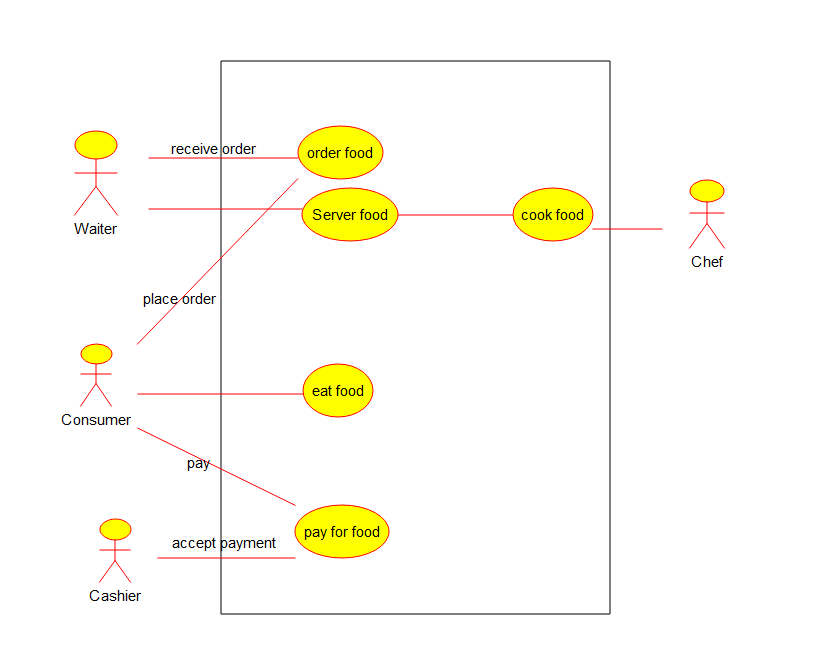 receive order
order food
Waiter
Server food
cook food
Chef
place order
eat food
Consumer
pay
pay for food
accept payment
Cashier